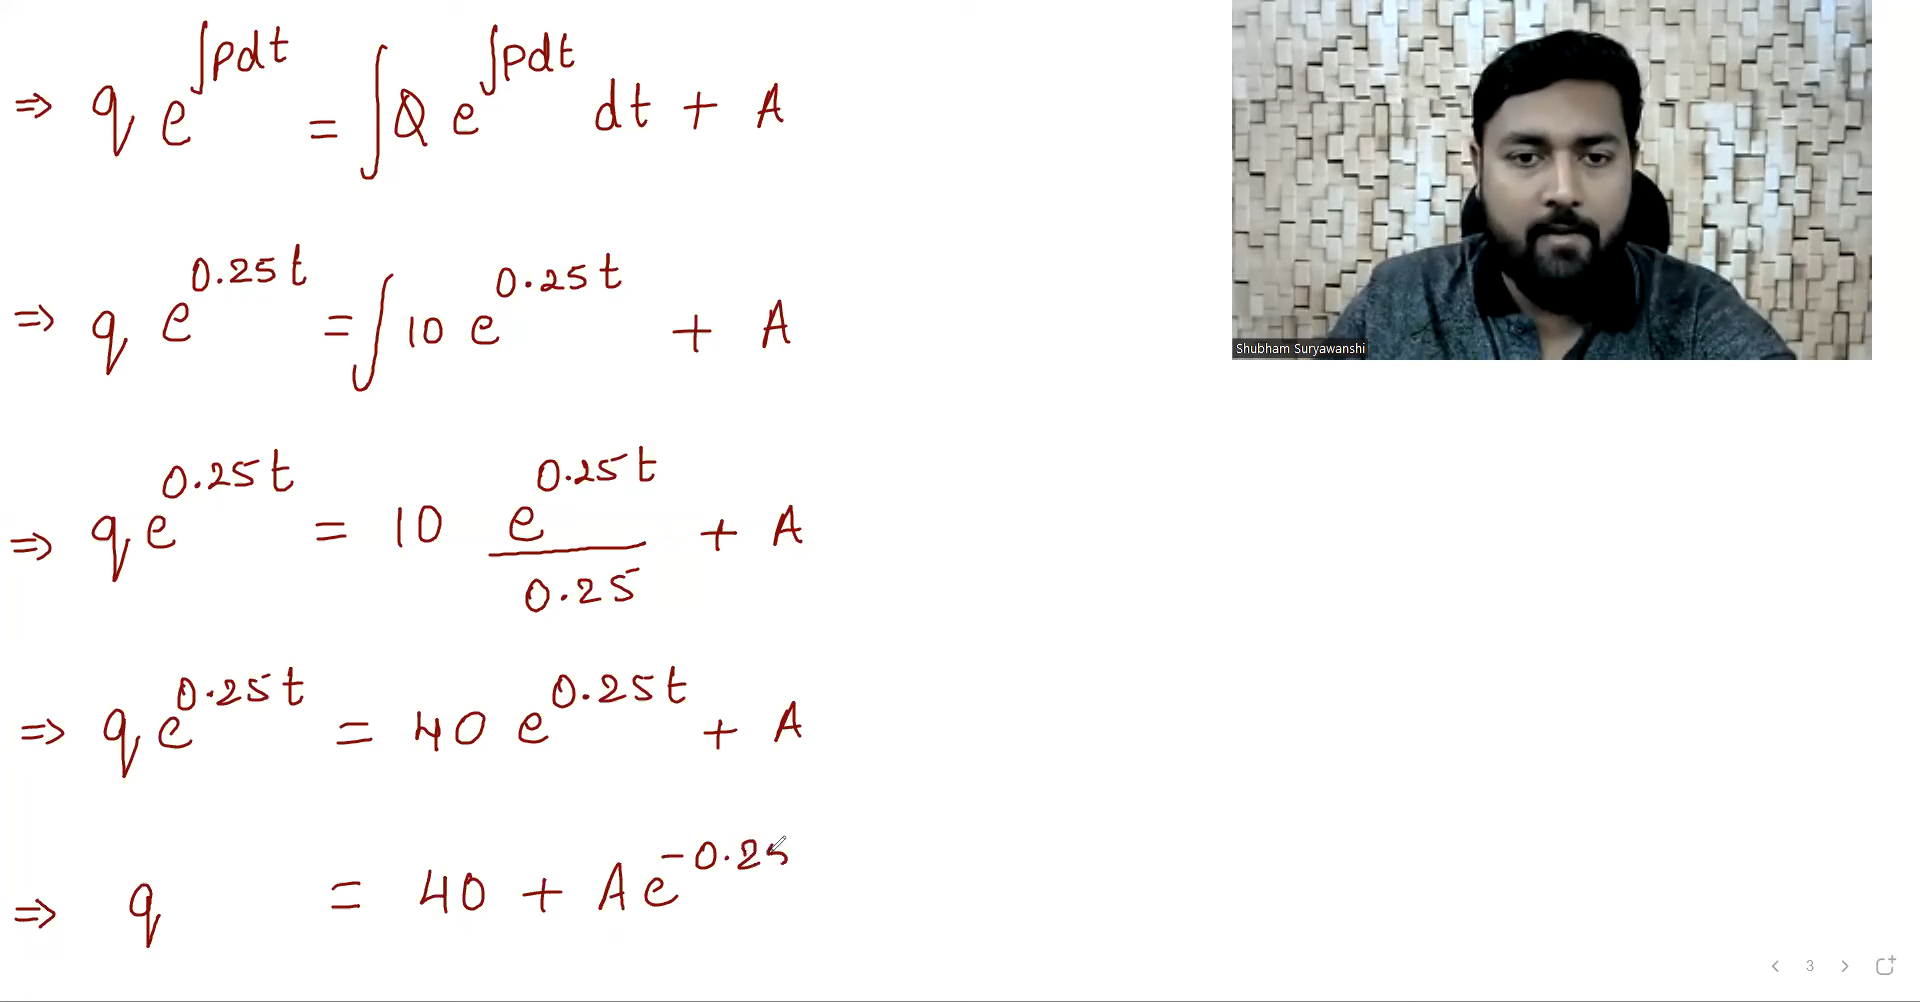 ⇒ q e^{∫pdt} = ∫Q e^{∫pdt} dt + A
⇒ q e^{0.25t} = ∫10 e^{0.25t} + A
⇒ q e^{0.25t} = 10 e^{0.25t}/0.25 + A
⇒ q e^{0.25t} = 40 e^{0.25t} + A
⇒ q = 40 + A e^{-0.25}
Shubham Suryawanshi
3